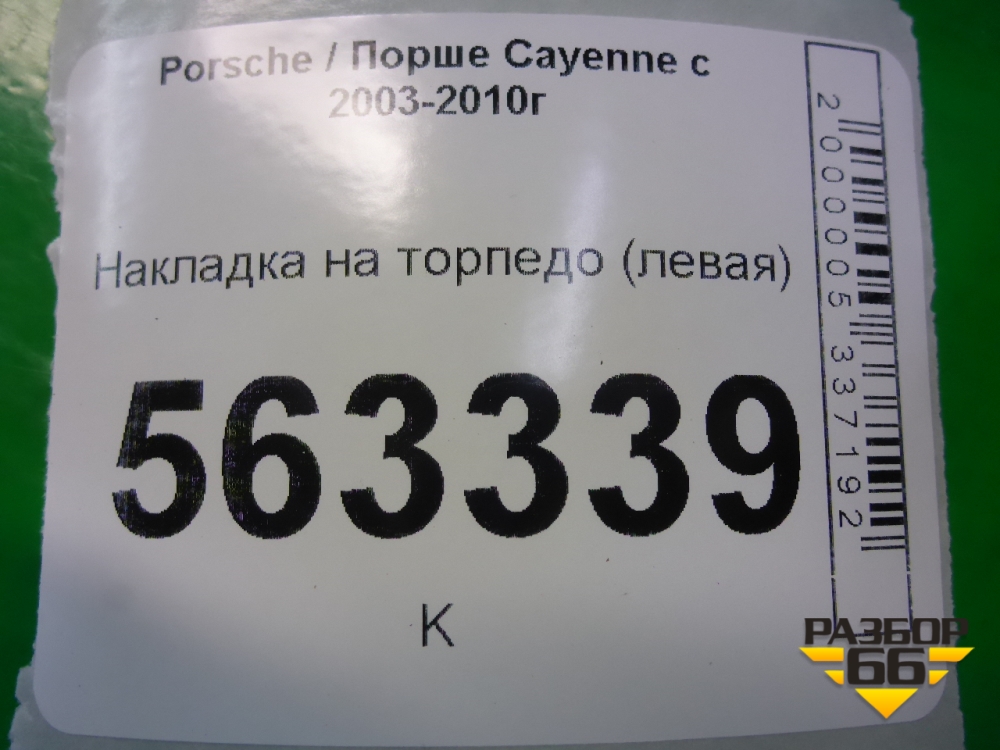 Porsche / Порше Cayenne с
2003-2010г
Накладка на торпедо (левая)
563339
К
2000005337192
РАЗБОР
66